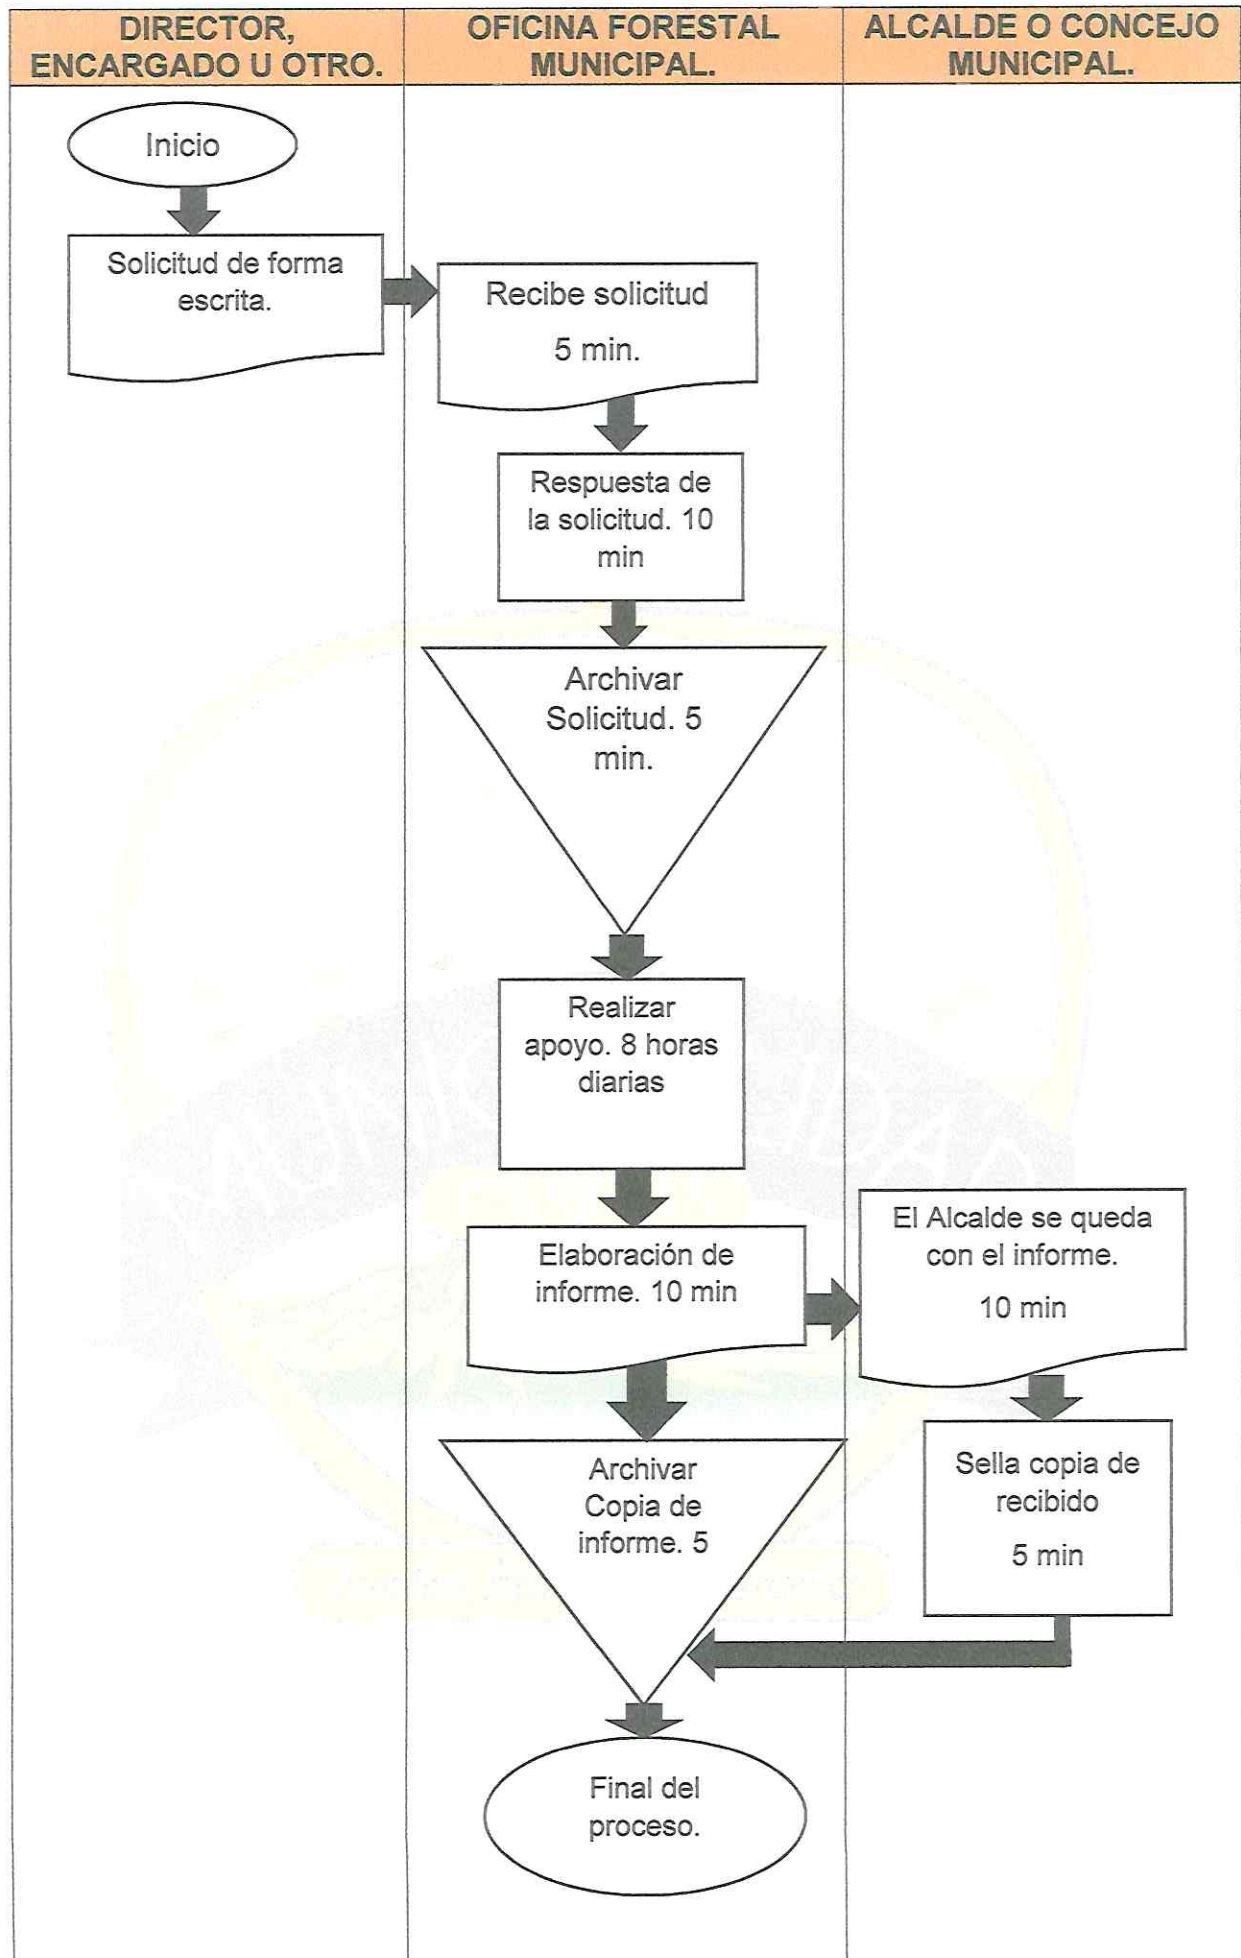 DIRECTOR,
ENCARGADO U OTRO.
OFICINA FORESTAL
MUNICIPAL.
ALCALDE O CONCEJO
MUNICIPAL.
Inicio
Solicitud de forma
escrita.
Recibe solicitud
5 min.
Respuesta de
la solicitud. 10
min
Archivar
Solicitud. 5
min.
Realizar
apoyo. 8 horas
diarias
Elaboración de
informe. 10 min
El Alcalde se queda
con el informe.
10 min
Archivar
Copia de
informe. 5
Sella copia de
recibido
5 min
Final del
proceso.
MUNICIPALIDAD